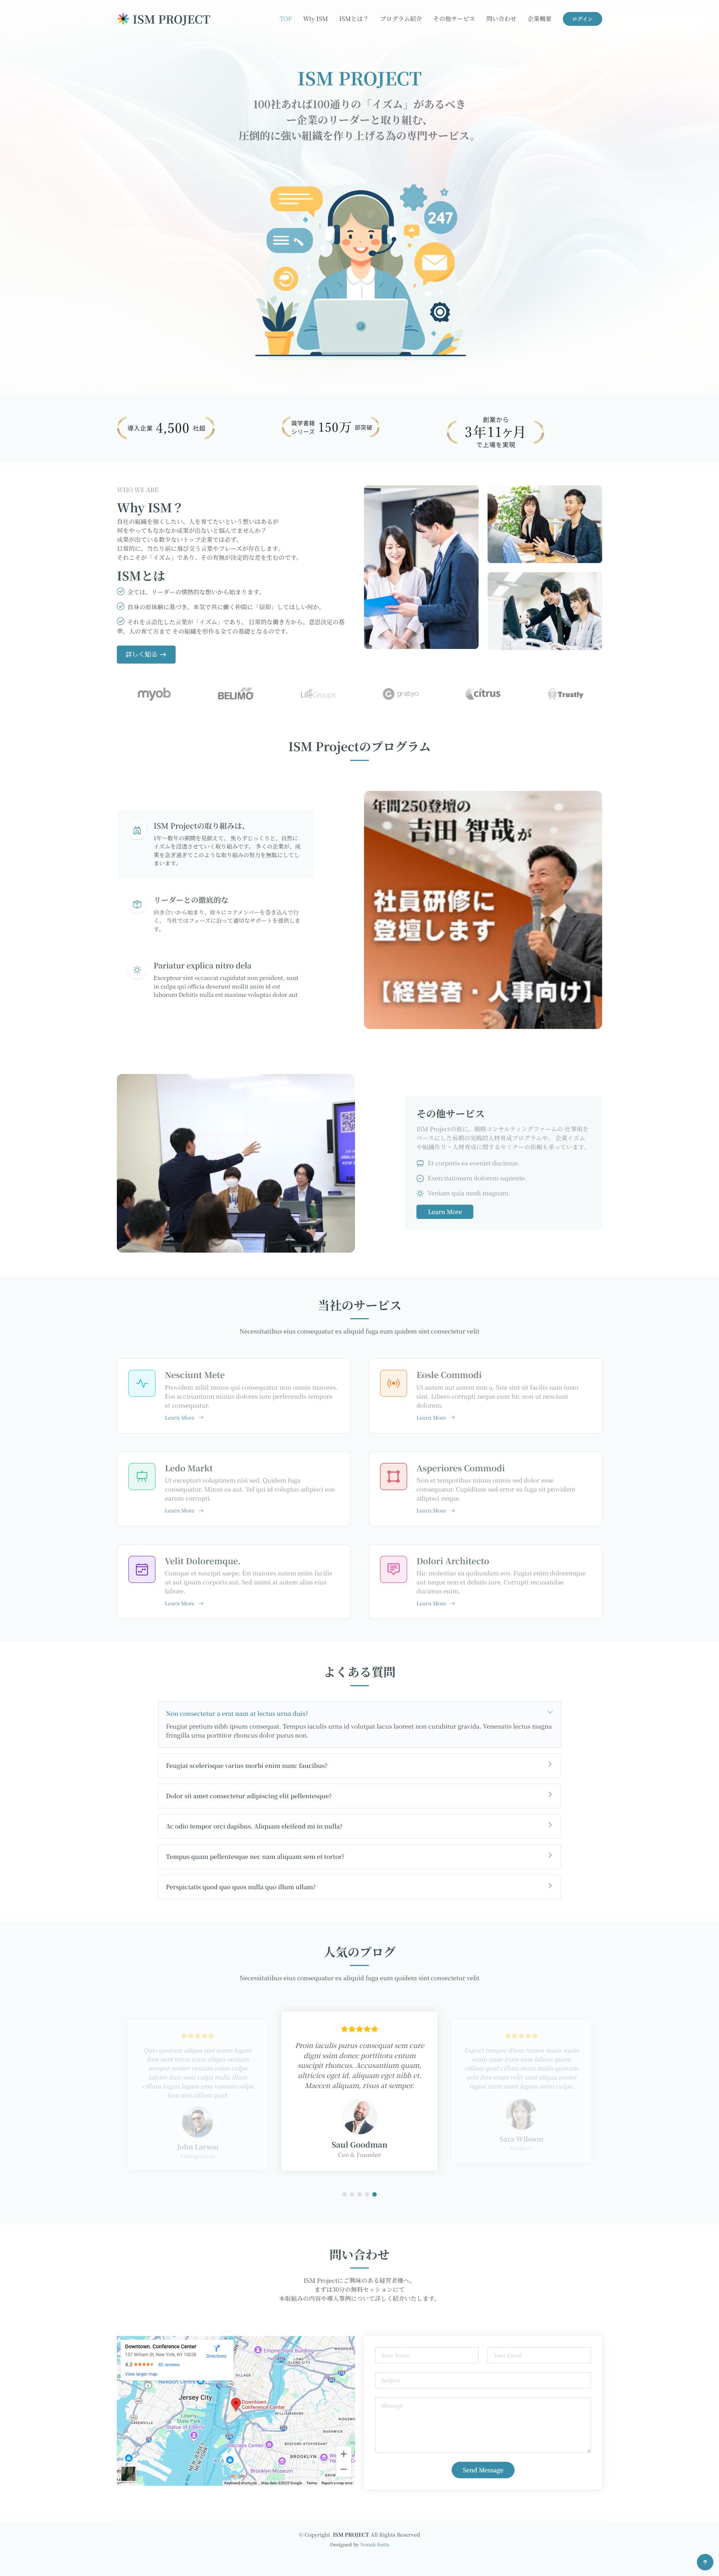 ISM PROJECT
TOP
Wty ISM
ISMとは？
プログラム紹介
その他サービス
問い合わせ
企業概要
ログイン
ISM PROJECT
100社あれば100通りの「イズム」があるべき
ー企業のリーダーと取り組む、
圧倒的に強い組織を作り上げる為の専門サービス。
247
導入企業 4,500 社超
識学書籍
シリーズ 150万 部突破
創業から
3年11ヶ月
で上場を実現
WHO WE ARE
Why ISM？
自社の組織を強くしたい、人を育てたいという想いはあるが
何をやってもなかなか成果が出ないと悩んでませんか？
成果が出ている数少ないトップ企業では必ず、
日常的に、当たり前に飛び交う言葉やフレーズが存在します。
それこそが「イズム」であり、その有無が決定的な差を生むのです。
ISMとは
全ては、リーダーの情熱的な想いから始まります。
自身の原体験に基づき、本気で共に働く仲間に「信仰」してほしい何か。
それを言語化した言葉が「イズム」であり、 日常的な働き方から、意思決定の基
準、人の育て方まで その組織を形作る全ての基礎となるのです。
詳しく知る →
myob
BELIMO
LifeGroups
grabyo
citrus
Trustly
ISM Projectのプログラム
ISM Projectの取り組みは、
1年〜数年の期間を見据えて、 焦らずじっくりと、自然に
イズムを浸透させていく取り組みです。 多くの企業が、成
果を急ぎ過ぎてこのような取り組みの努力を無駄にしてし
まいます。
リーダーとの徹底的な
向き合いから始まり、徐々にコアメンバーを巻き込んで行
く、 当社ではフェーズに沿って適切なサポートを提供しま
す。
Pariatur explica nitro dela
Excepteur sint occaecat cupidatat non proident, sunt
in culpa qui officia deserunt mollit anim id est
laborum Debitis nulla est maxime voluptas dolor aut
年間250登壇の
吉田 智哉が
社員研修に
登壇します
【経営者・人事向け】
その他サービス
ISM Projectの他に、戦略コンサルティングファームの 仕事術を
ベースにした前期の実践的人材育成プログラムや、 企業イズム
や組織作り・人材育成に関するセミナーの依頼も承っています。
Et corporis ea eveniet ducimus.
Exercitationem dolorem sapiente.
Veniam quia modi magnam.
Learn More
当社のサービス
Necessitatibus eius consequatur ex aliquid fuga eum quidem sint consectetur velit
Nesciunt Mete
Provident nihil minus qui consequatur non omnis maiores.
Eos accusantium minus dolores iure perferendis tempore
et consequatur.
Learn More →
Eosle Commodi
Ut autem aut autem non a. Sint sint sit facilis nam iusto
sint. Libero corrupti neque eum hic non ut nesciunt
dolorem.
Learn More →
Ledo Markt
Ut excepturi voluptatem nisi sed. Quidem fuga
consequatur. Minus ea aut. Vel qui id voluptas adipisci eos
earum corrupti.
Learn More →
Asperiores Commodi
Non et temporibus minus omnis sed dolor esse
consequatur. Cupiditate sed error ea fuga sit provident
adipisci neque.
Learn More →
Velit Doloremque.
Cumque et suscipit saepe. Est maiores autem enim facilis
ut aut ipsam corporis aut. Sed animi at autem alias eius
labore.
Learn More →
Dolori Architecto
Hic molestias ea quibusdam eos. Fugiat enim doloremque
aut neque non et debitis iure. Corrupti recusandae
ducimus enim.
Learn More →
よくある質問
Non consectetur a erat nam at lectus urna duis?
Feugiat pretium nibh ipsum consequat. Tempus iaculis urna id volutpat lacus laoreet non curabitur gravida. Venenatis lectus magna
fringilla urna porttitor rhoncus dolor purus non.
Feugiat scelerisque varius morbi enim nunc faucibus?
Dolor sit amet consectetur adipiscing elit pellentesque?
Ac odio tempor orci dapibus. Aliquam eleifend mi in nulla?
Tempus quam pellentesque nec nam aliquam sem et tortor?
Perspiciatis quod quo quos nulla quo illum ullam?
人気のブログ
Necessitatibus eius consequatur ex aliquid fuga eum quidem sint consectetur velit
Quis quorum aliqua sint quem legam
fore sunt eram irure aliqua veniam
tempor noster veniam enim culpa
labore duis sunt culpa nulla illum
cillum fugiat legam esse veniam culpa
fore nisi cillum quid.
John Larson
Entrepreneur
Proin iaculis purus consequat sem cure
digni ssim donec porttitora entum
suscipit rhoncus. Accusantium quam,
ultricies eget id, aliquam eget nibh et.
Maecen aliquam, risus at semper.
Saul Goodman
Ceo & Founder
Export tempor illum tamen malis malis
eram quae irure esse labore quem
cillum quid cillum eram malis quorum
velit fore eram velit sunt aliqua noster
fugiat irure amet legam anim culpa.
Sara Wilsson
Designer
問い合わせ
ISM Projectにご興味のある経営者様へ、
まずは30分の無料セッションにて
本取組みの内容や導入事例について詳しく紹介いたします。
Downtown. Conference Center
157 William St, New York, NY 10038
4.3
82 reviews
Directions
View larger map
Newport Centre
Empire State Building
VILLAGE
Jersey City
Downtown
Conference Center
Liberty
State Park
Statue of Liberty
GREENVILLE
WILLIAMSBURG
BUSHWICK
RIDGEWOOD
Barclays Center
BEDFORD-STUYVESANT
BROOKLYN
IKEA
Brooklyn Museum
NEW JERSEY
NEW YORK
Google
Keyboard shortcuts
Map data ©2025 Google
Terms
Report a map error
Your Name
Your Email
Subject
Message
Send Message
© Copyright ISM PROJECT All Rights Reserved
Designed by Nonak Katta